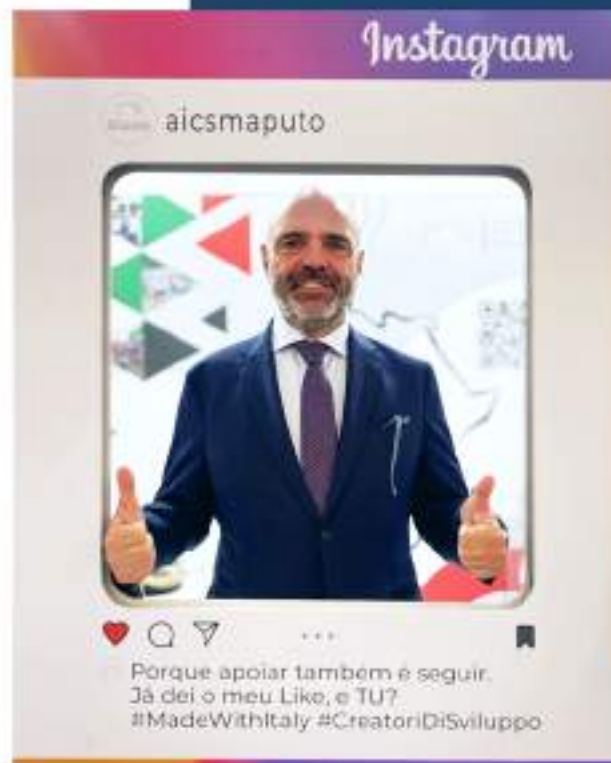 Instagram
aicsmaputo
Porque apoiar também é seguir.
Já dei o meu Like, e TU?
#MadeWithItaly #CreatoriDiSviluppo